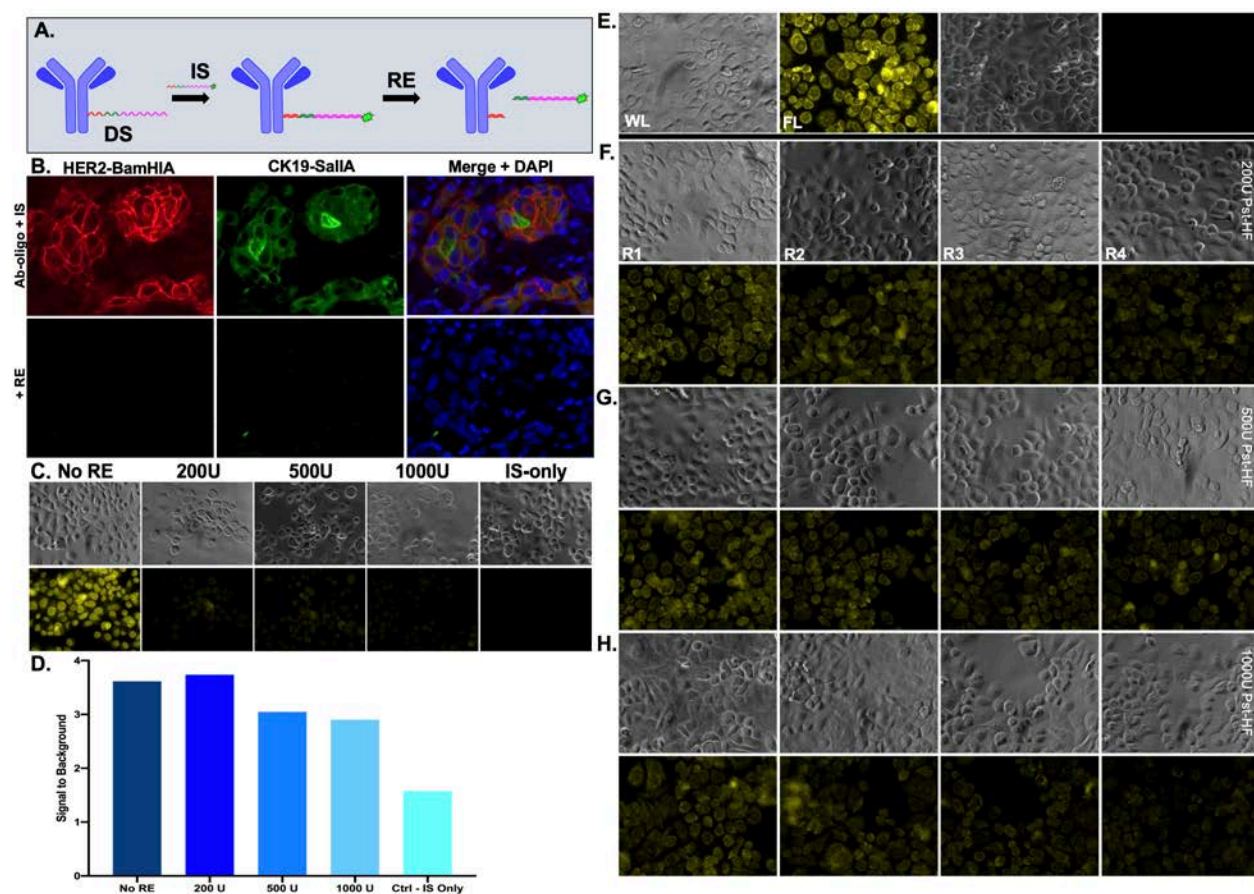 A.
IS
RE
DS
B.
HER2-BamHIA
CK19-SalIA
Merge + DAPI
Ab-oligo + IS
+ RE
C.
No RE
200U
500U
1000U
IS-only
D.
Signal to Background
4
3
2
1
0
No RE
200 U
500 U
1000 U
Ctrl - IS Only
E.
WL
FL
F.
R1
R2
R3
R4
200U Pst-HF
G.
500U Pst-HF
H.
1000U Pst-HF